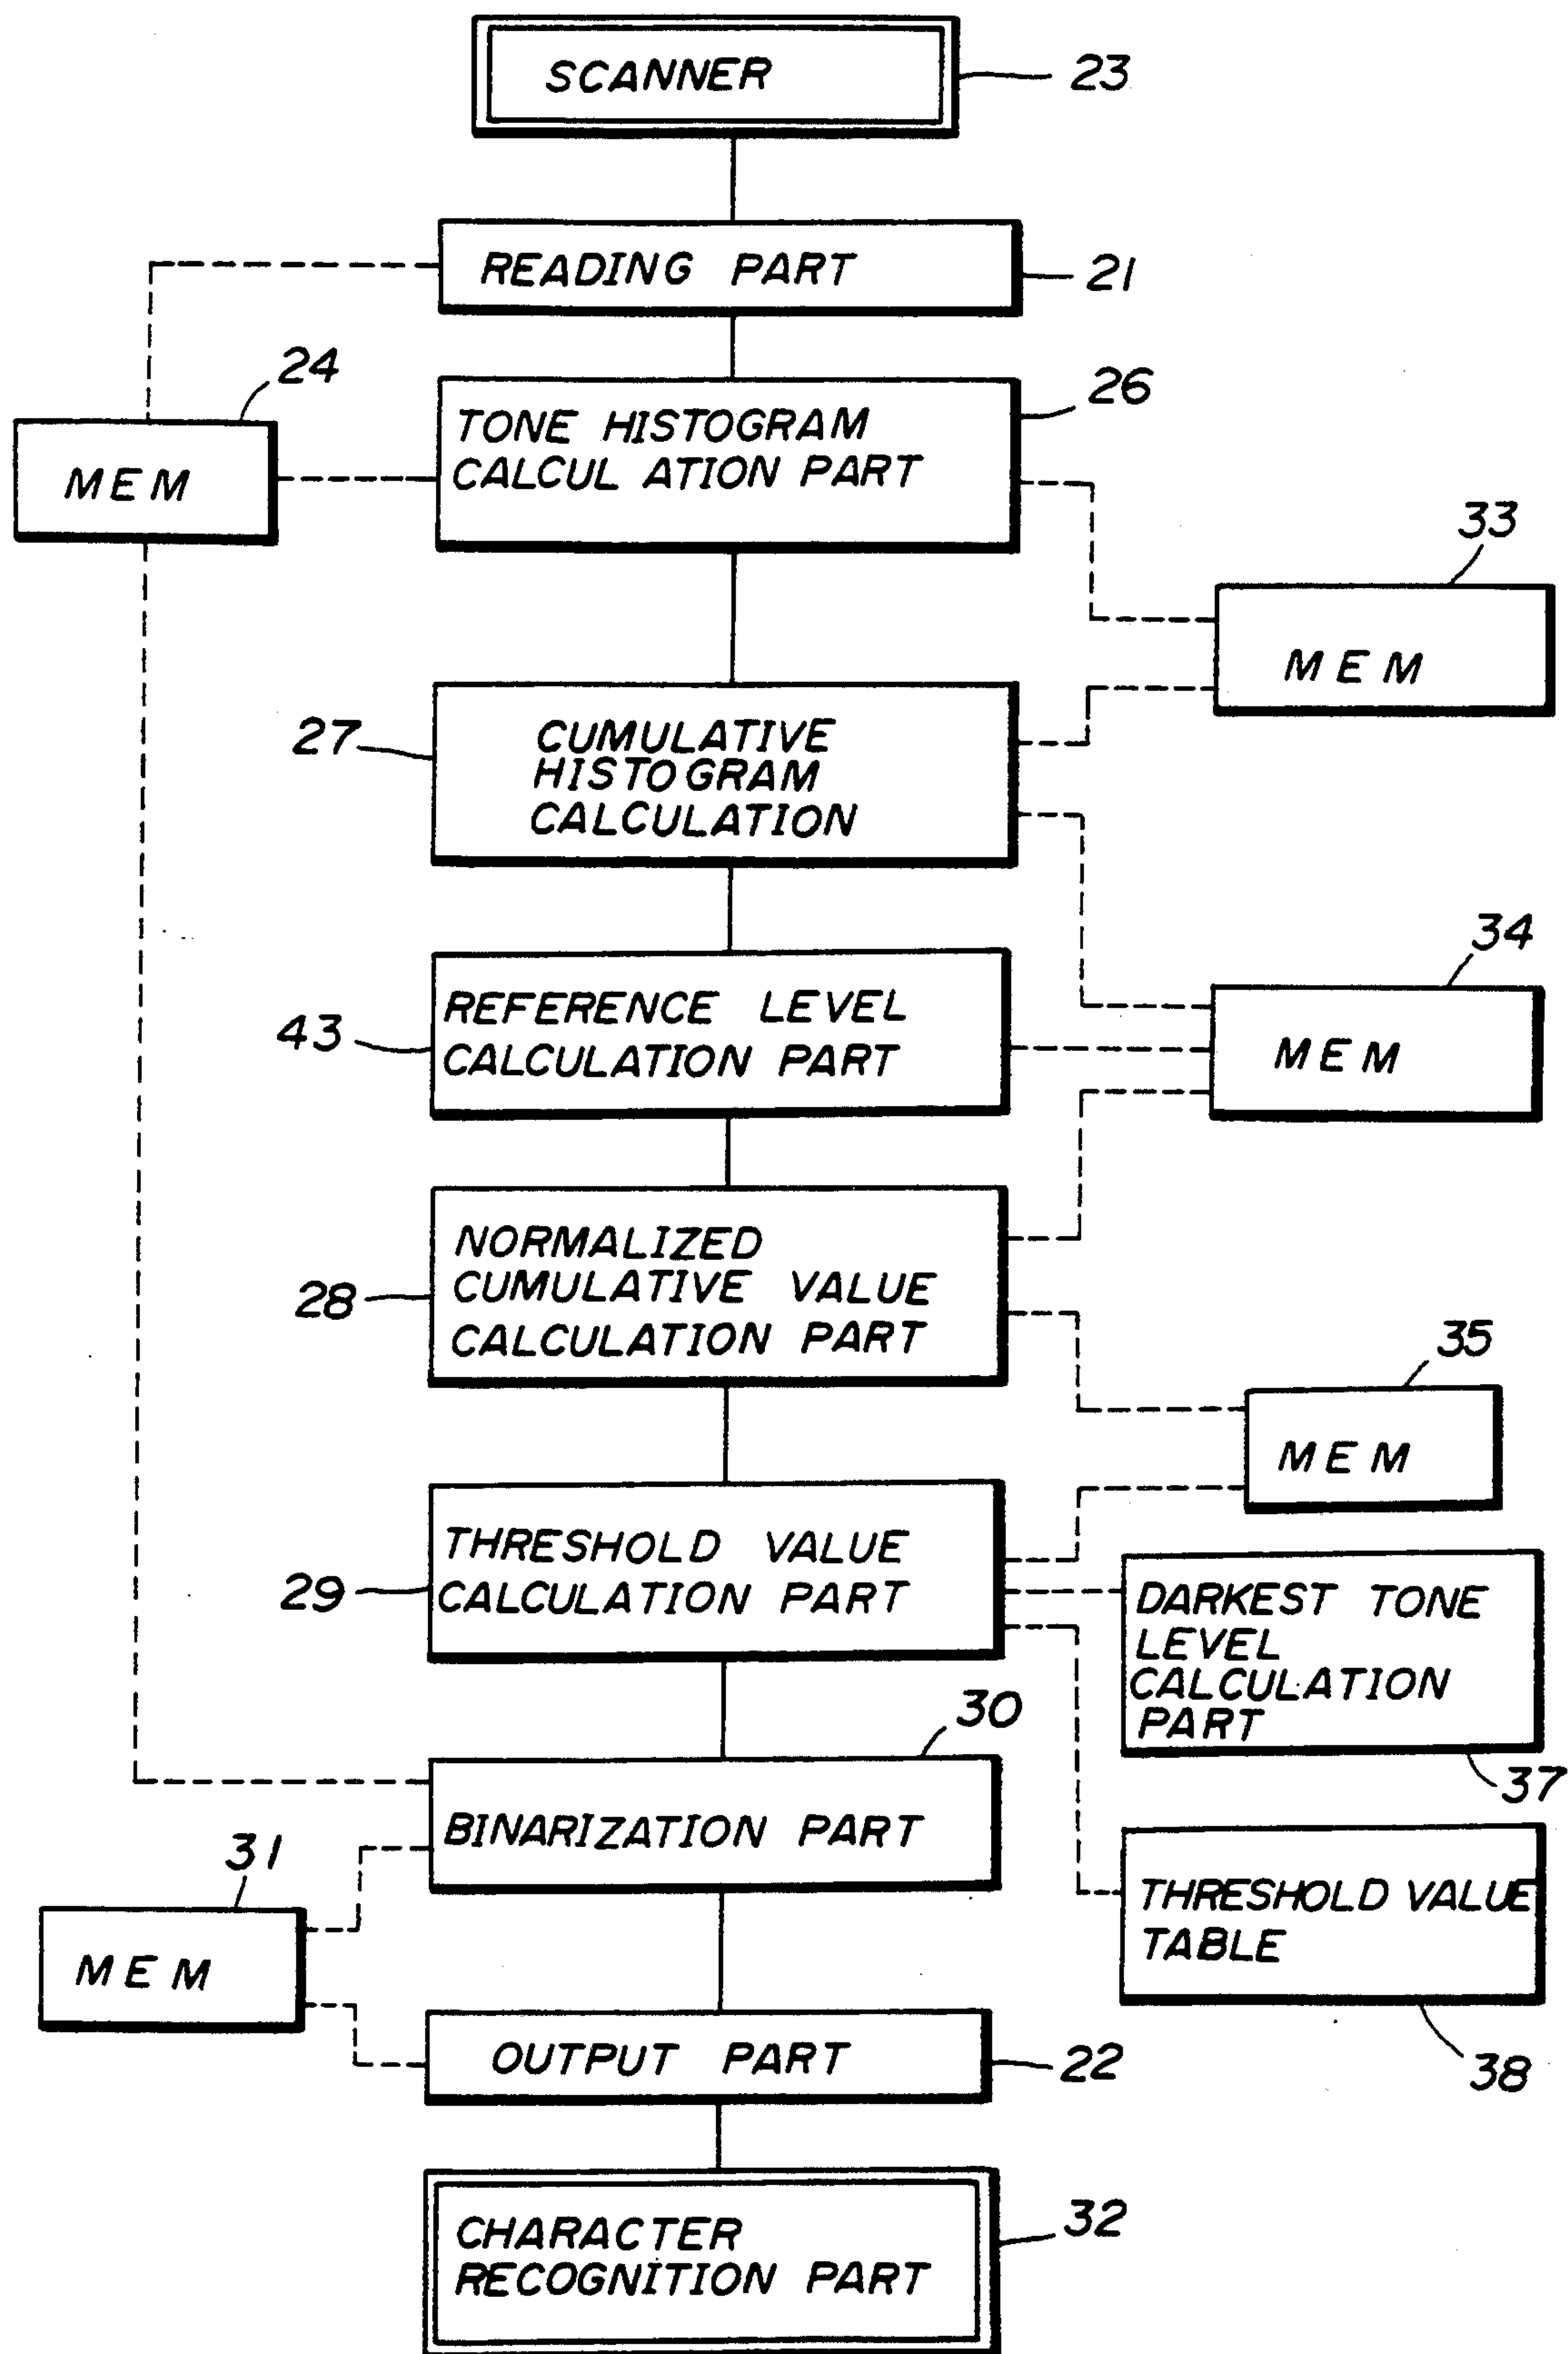 SCANNER
23
READING PART
21
24
MEM
TONE HISTOGRAM
CALCUL ATION PART
26
33
MEM
27
CUMULATIVE
HISTOGRAM
CALCULATION
34
MEM
43
REFERENCE LEVEL
CALCULATION PART
28
NORMALIZED
CUMULATIVE VALUE
CALCULATION PART
35
MEM
29
THRESHOLD VALUE
CALCULATION PART
DARKEST TONE
LEVEL
CALCULATION
PART
37
30
BINARIZATION PART
31
MEM
THRESHOLD VALUE
TABLE
38
OUTPUT PART
22
CHARACTER
RECOGNITION PART
32